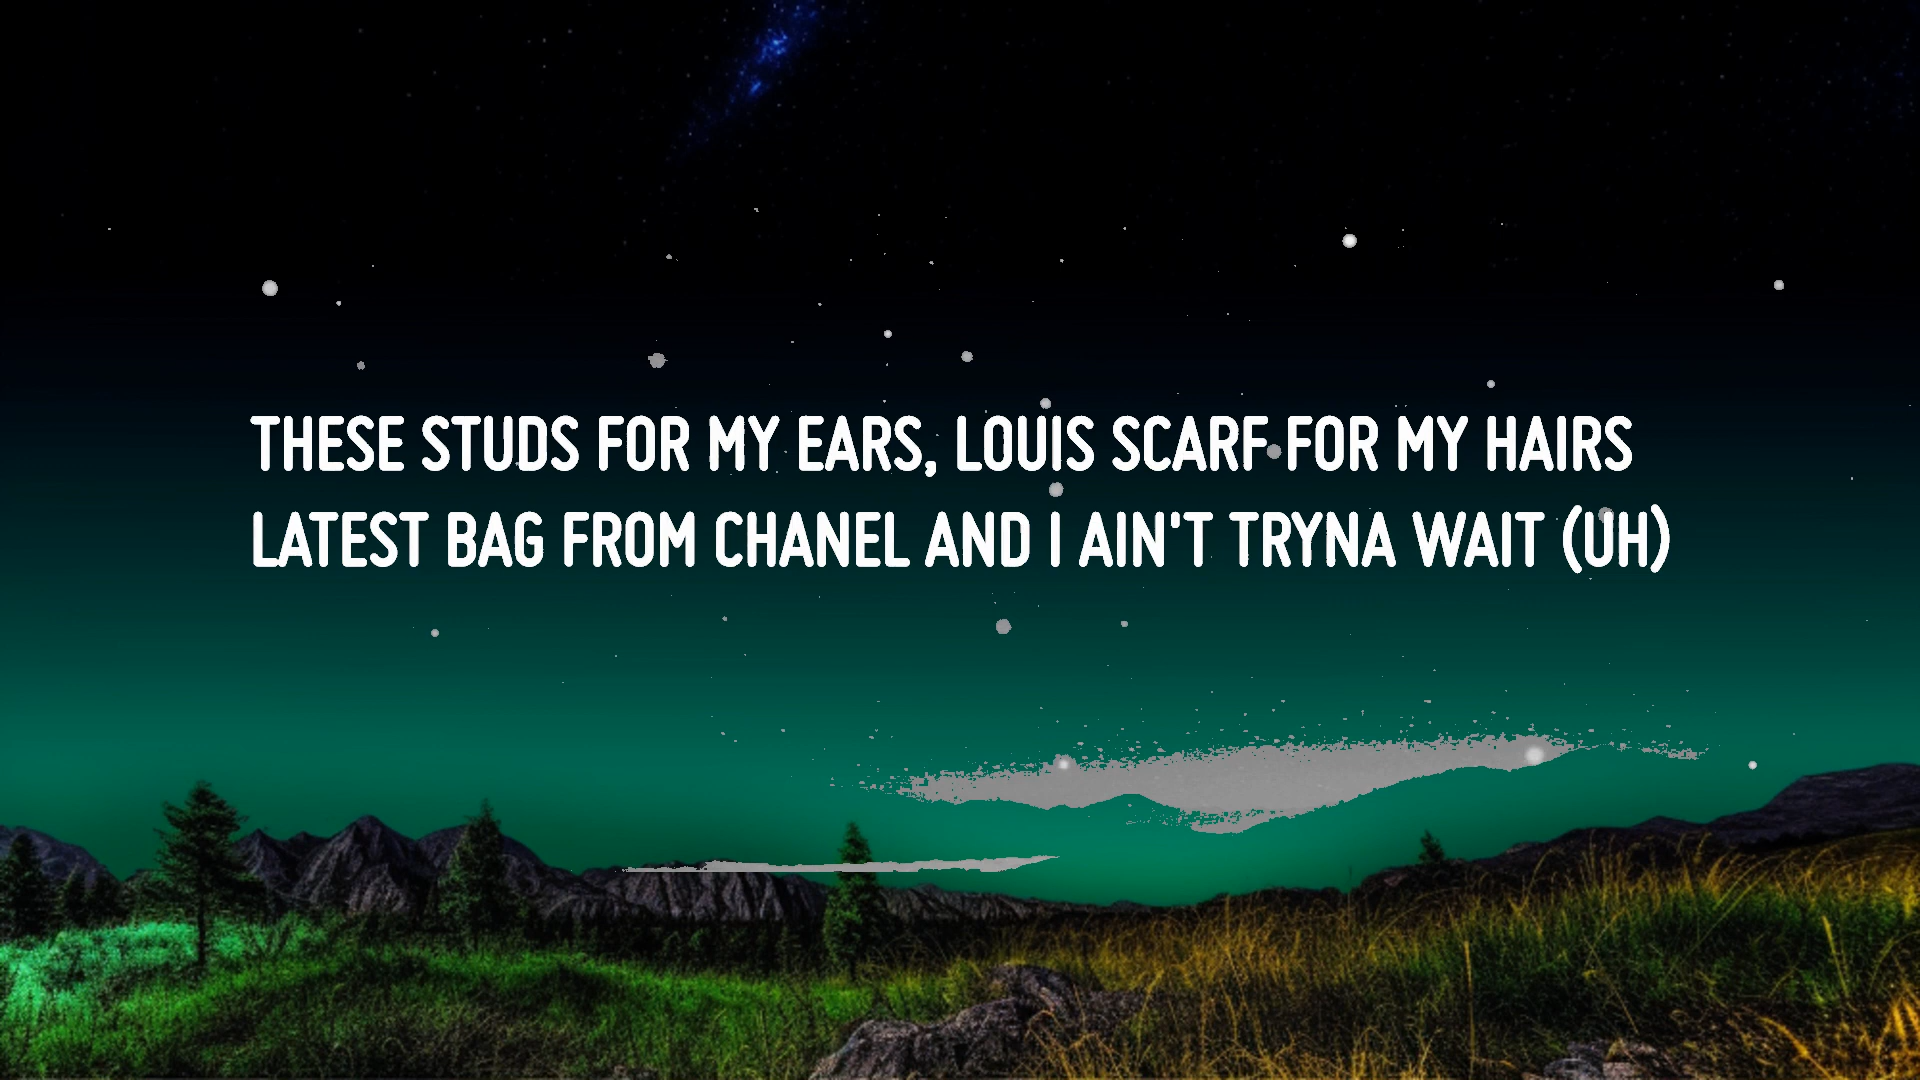 THESE STUDS FOR MY EARS, LOUIS SCARF FOR MY HAIRS
LATEST BAG FROM CHANEL AND I AIN'T TRYNA WAIT (UH)